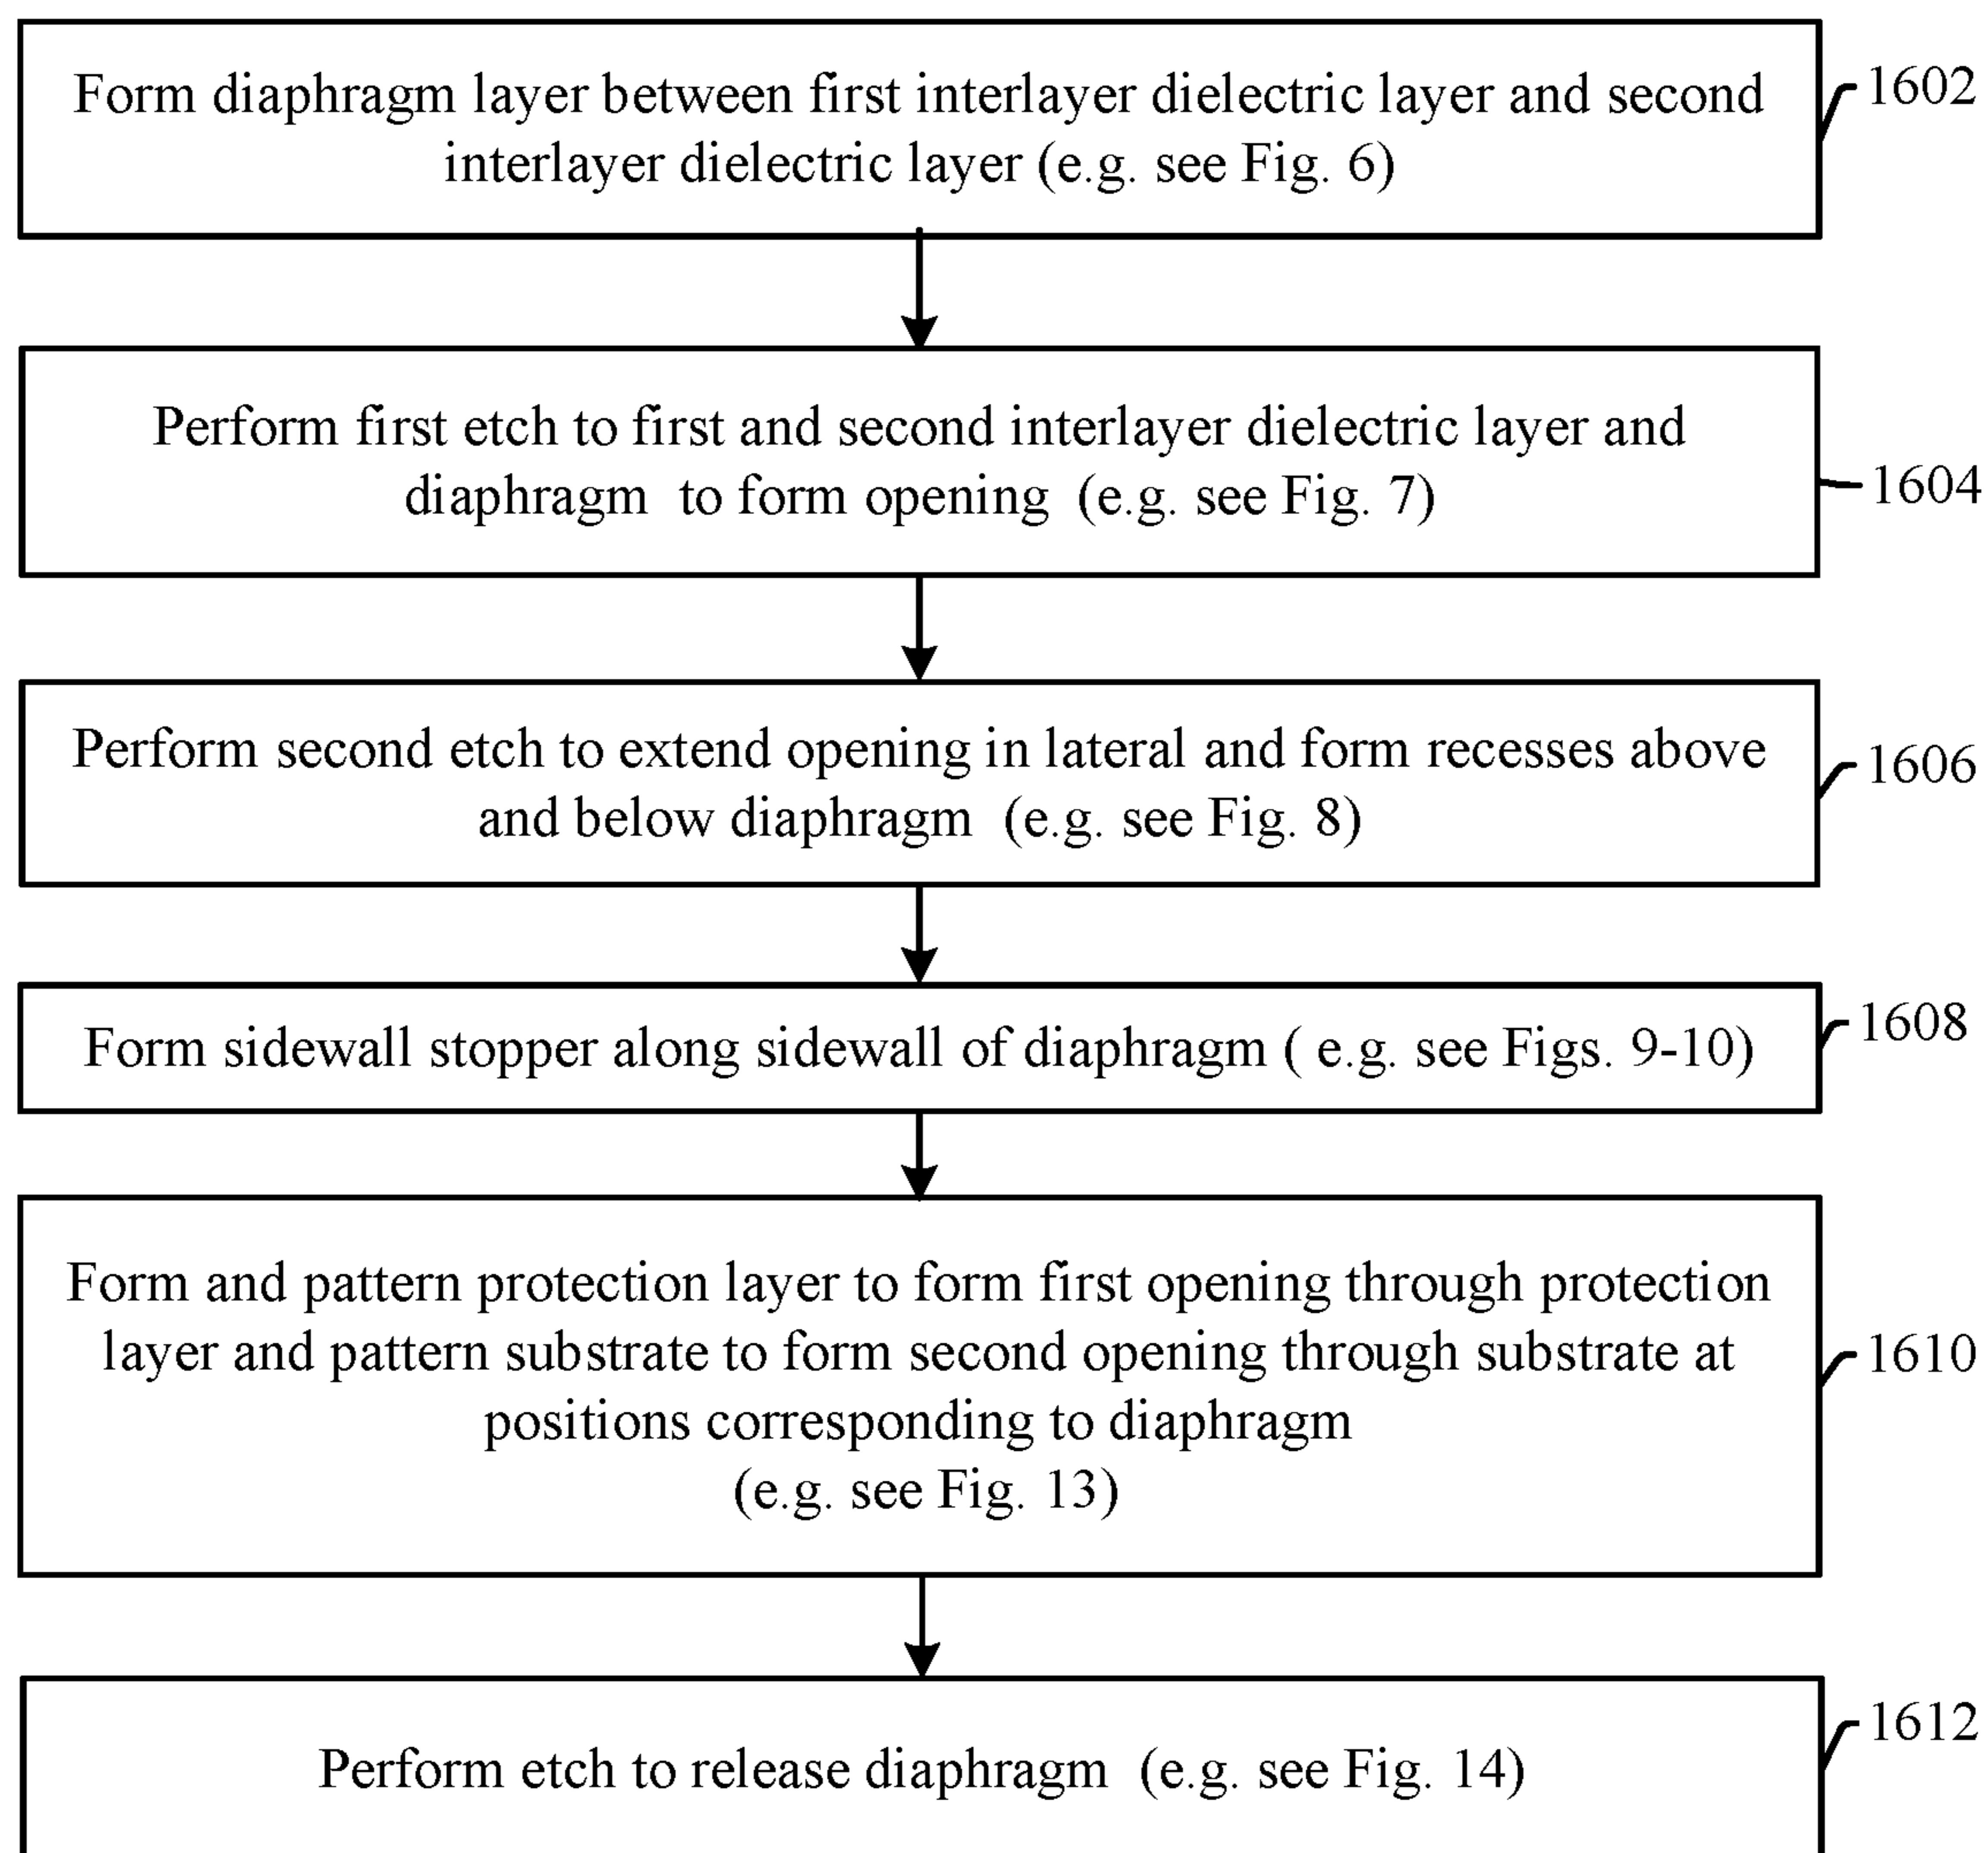 Form diaphragm layer between first interlayer dielectric layer and second
interlayer dielectric layer (e.g. see Fig. 6)
1602
Perform first etch to first and second interlayer dielectric layer and
diaphragm to form opening (e.g. see Fig. 7)
1604
Perform second etch to extend opening in lateral and form recesses above
and below diaphragm (e.g. see Fig. 8)
1606
Form sidewall stopper along sidewall of diaphragm ( e.g. see Figs. 9-10)
1608
Form and pattern protection layer to form first opening through protection
layer and pattern substrate to form second opening through substrate at
positions corresponding to diaphragm
(e.g. see Fig. 13)
1610
Perform etch to release diaphragm (e.g. see Fig. 14)
1612